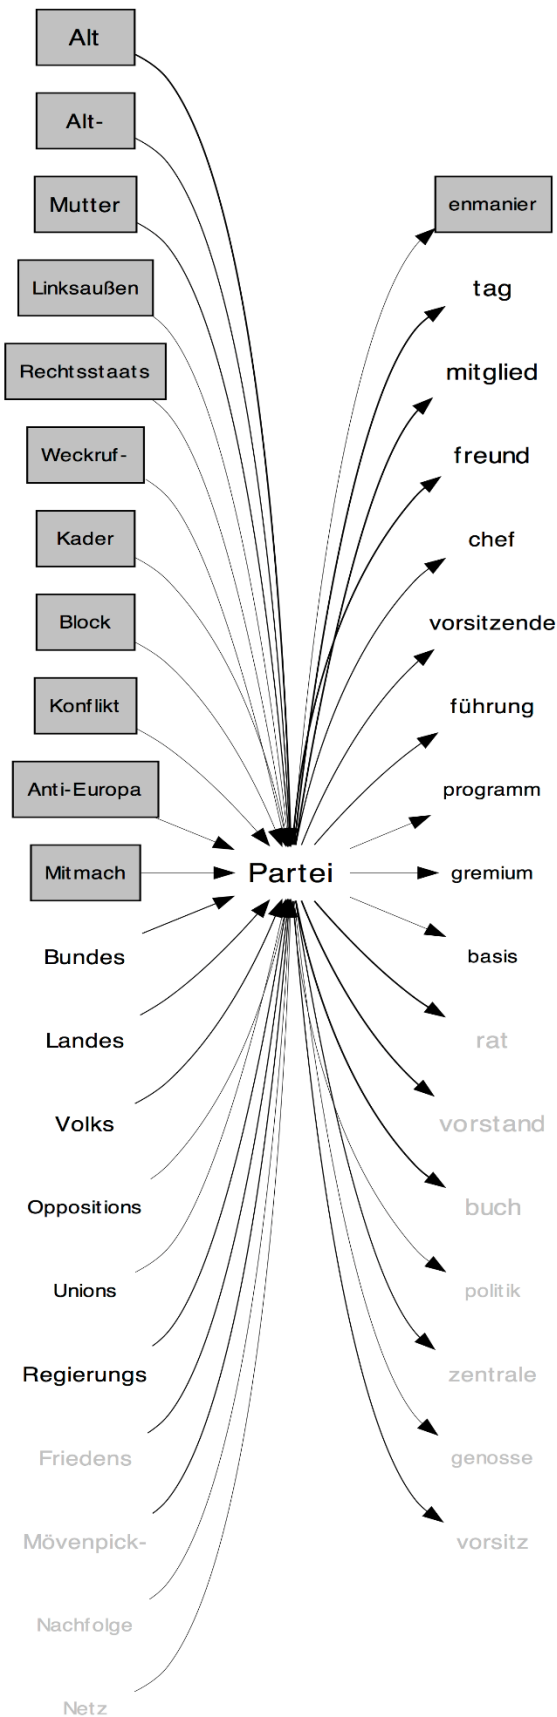 Alt
Alt-
Mutter
Linksaußen
Rechtsstaats
Weckruf-
Kader
Block
Konflikt
Anti-Europa
Mitmach
Bundes
Landes
Volks
Oppositions
Unions
Regierungs
Friedens
Mövenpick-
Nachfolge
Netz
Partei
enmanier
tag
mitglied
freund
chef
vorsitzende
führung
programm
gremium
basis
rat
vorstand
buch
politik
zentrale
genosse
vorsitz